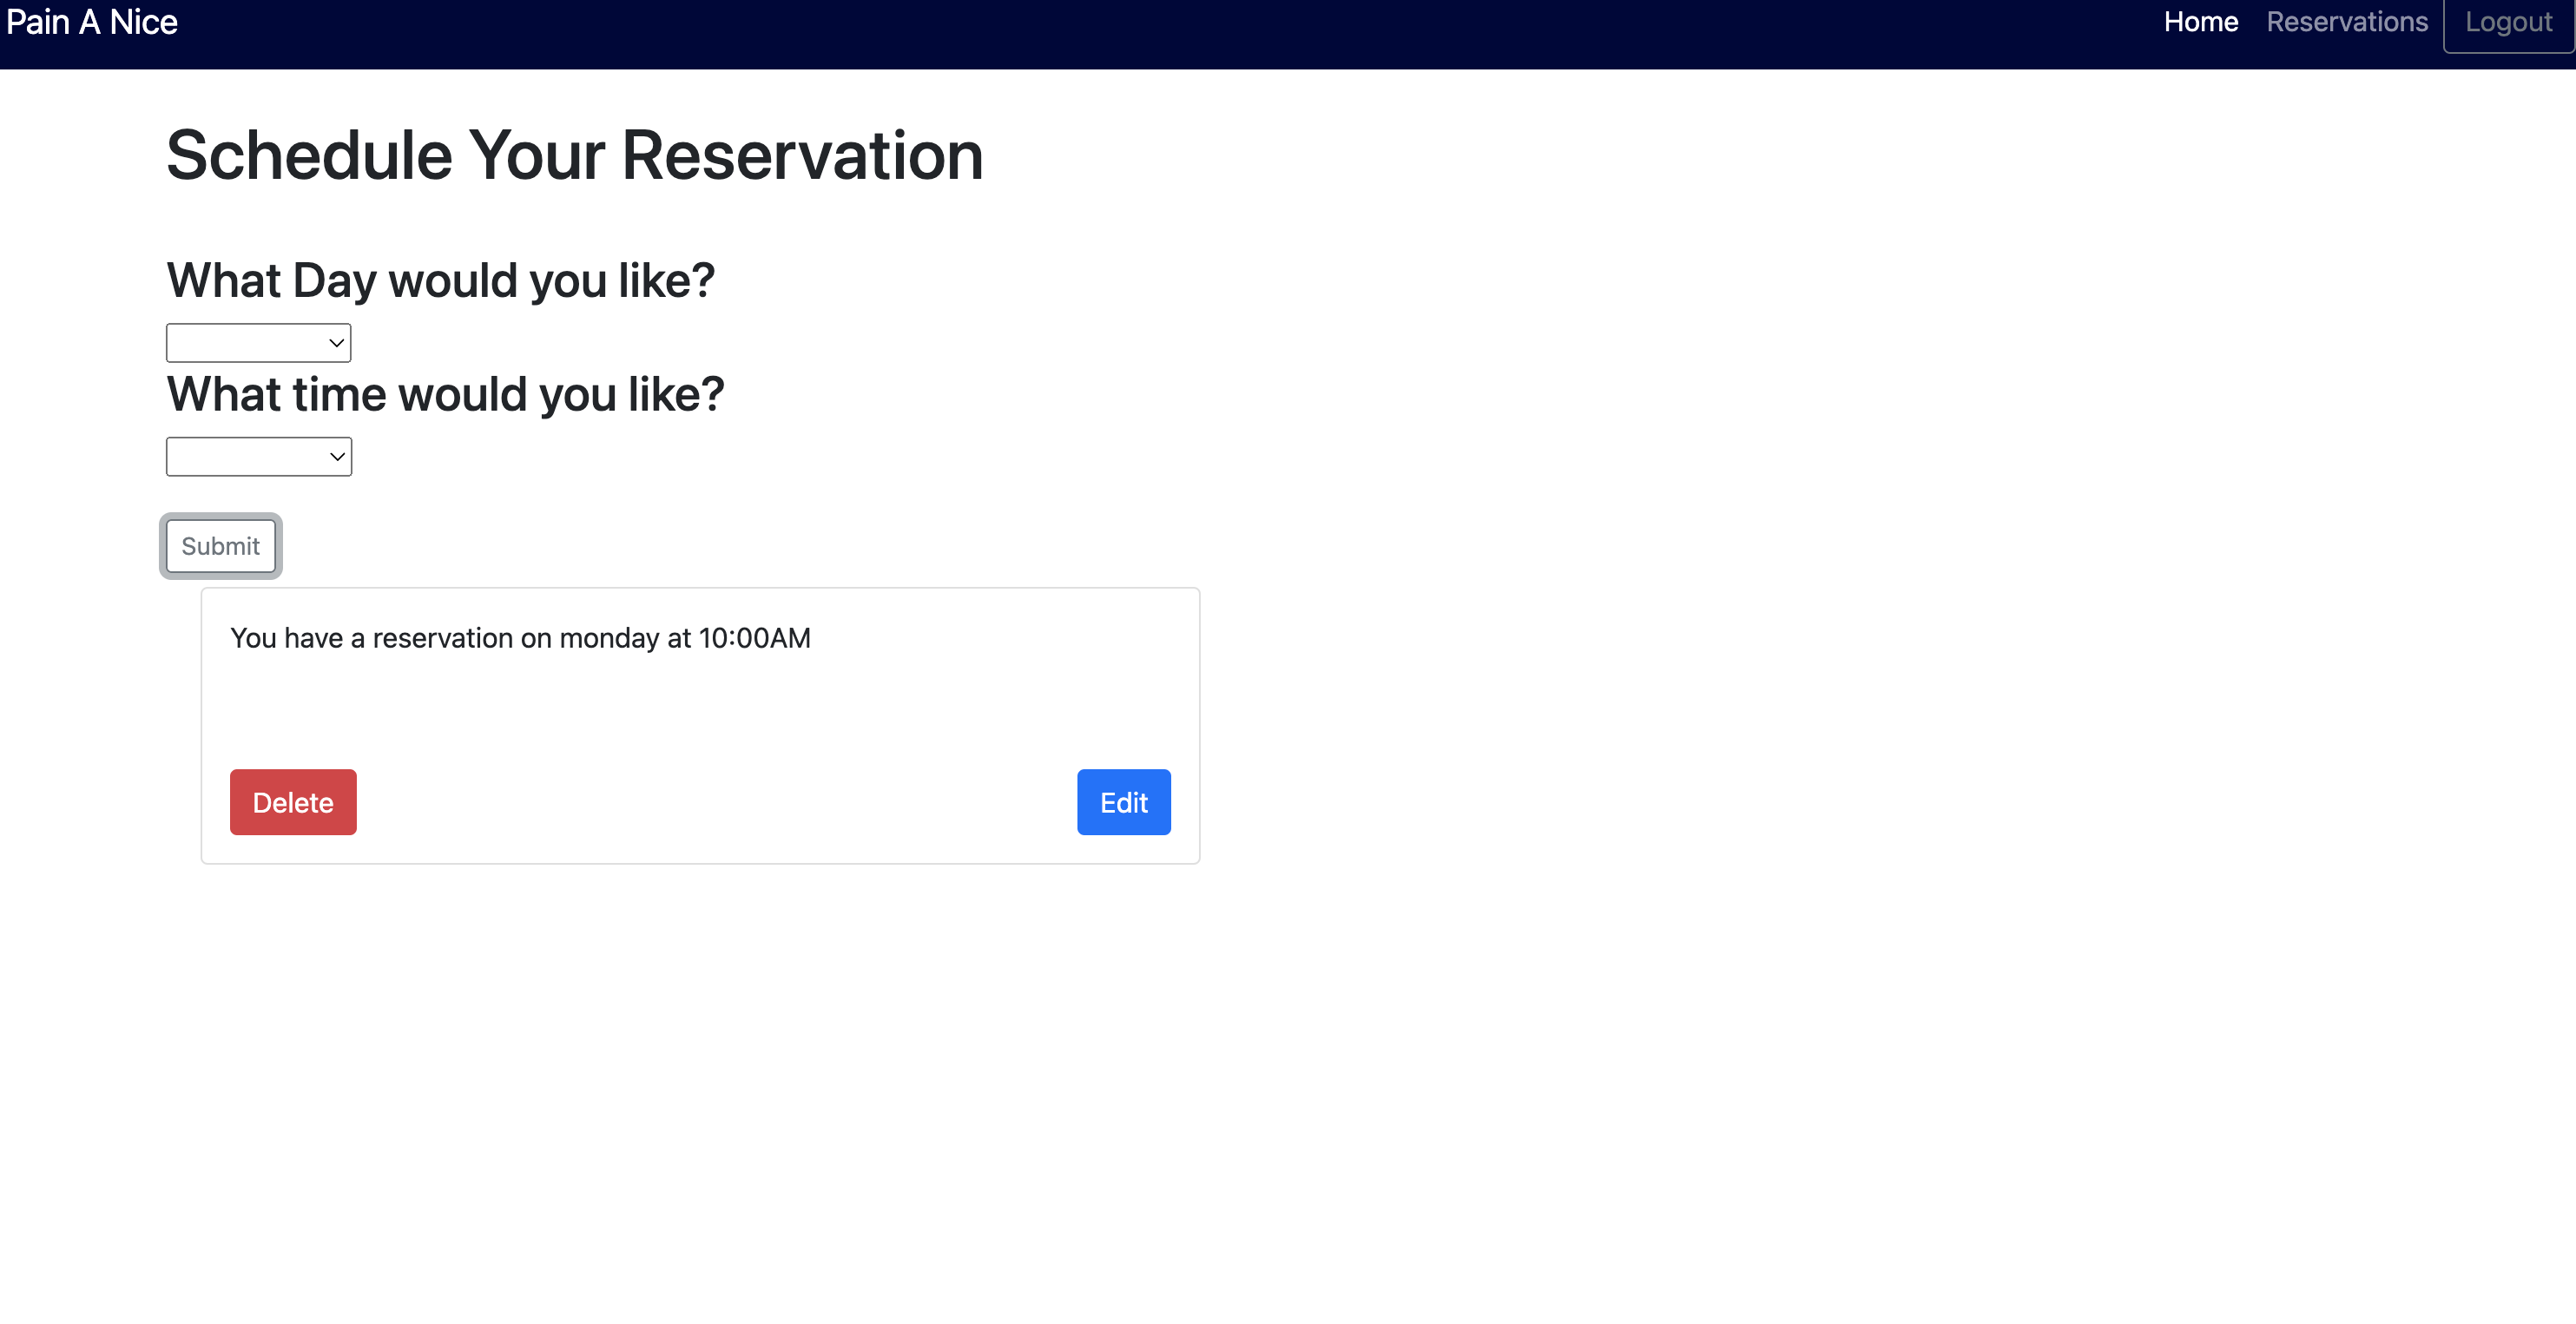 Pain A Nice
Home Reservations Logout
Schedule Your Reservation
What Day would you like?
What time would you like?
Submit
You have a reservation on monday at 10:00AM
Delete Edit